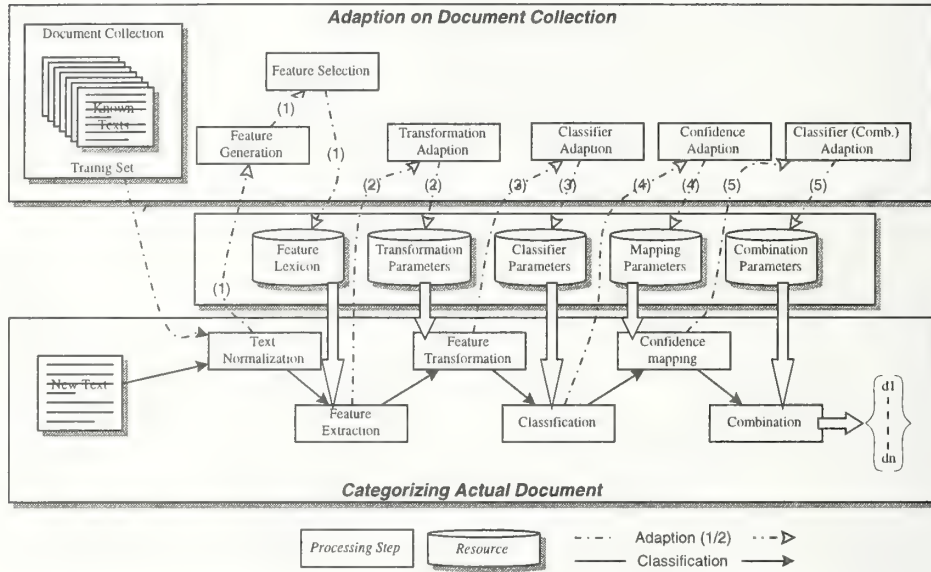 Adaption on Document Collection
Document Collection
Known
Texts
Trainig Set
Feature Selection
(1)
Feature
Generation
(1)
Transformation
Adaption
Classifier
Adaption
Confidence
Adaption
Classifier (Comb.)
Adaption
(2)
(2)
(3)
(3)
(4)
(4)
(5)
(5)
Feature
Lexicon
Transformation
Parameters
Classifier
Parameters
Mapping
Parameters
Combination
Parameters
(1)
Text
Normalization
Feature
Transformation
Confidence
mapping
New Text
Feature
Extraction
Classification
Combination
d1
dn
Categorizing Actual Document
Processing Step
Resource
Adaption (1/2)
Classification